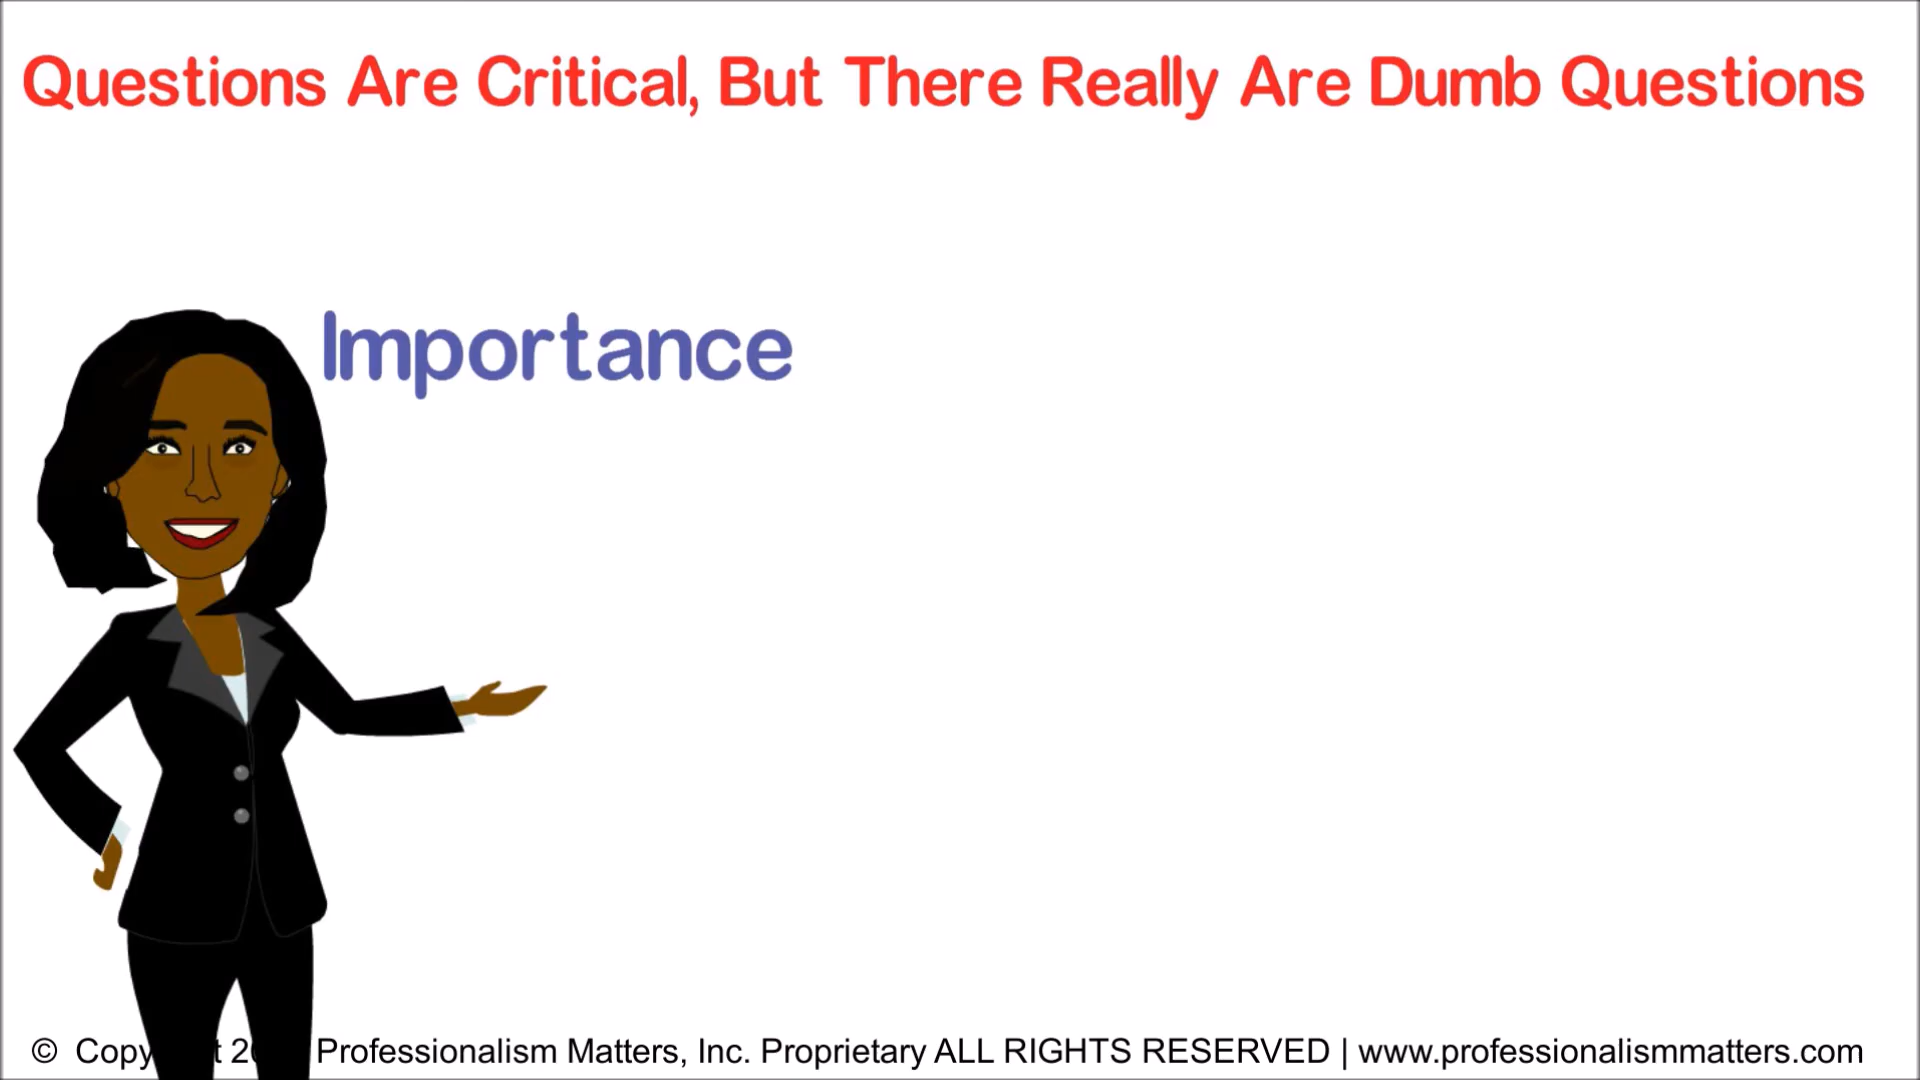 Questions Are Critical, But There Really Are Dumb Questions
Importance
© Professionalism Matters, Inc. Proprietary ALL RIGHTS RESERVED | www.professionalismmatters.com